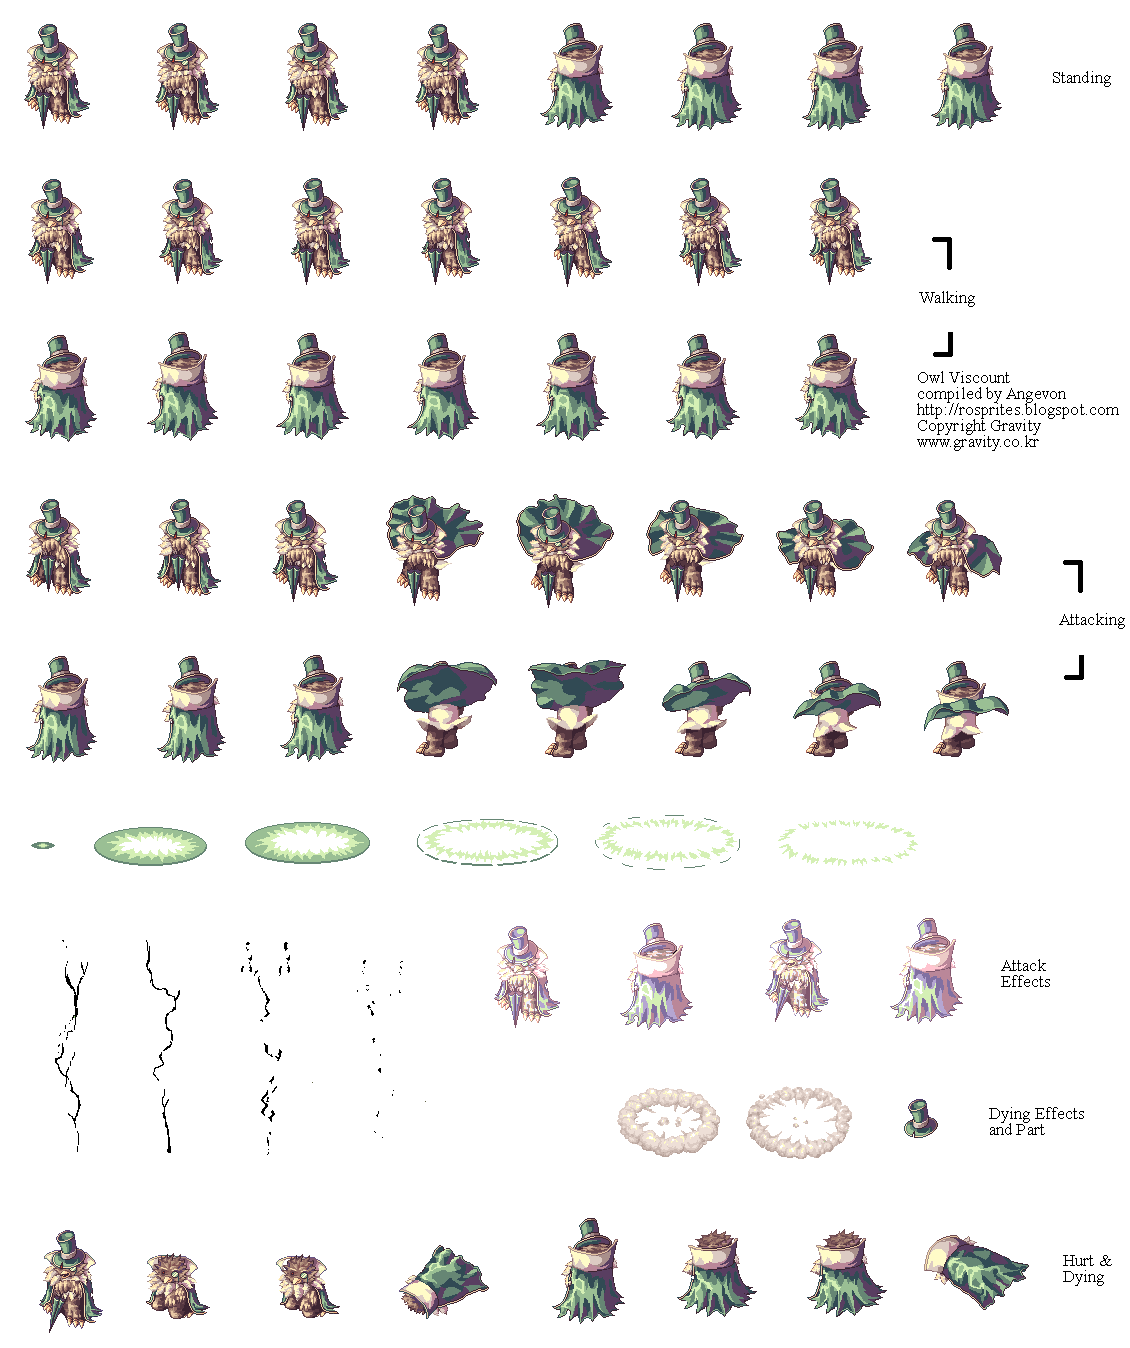 Standing
Walking
Owl Viscount
compiled by Angevon
http://rosprites.blogspot.com
Copyright Gravity
www.gravity.co.kr
Attacking
Attack
Effects
Dying Effects
and Part
Hurt &
Dying